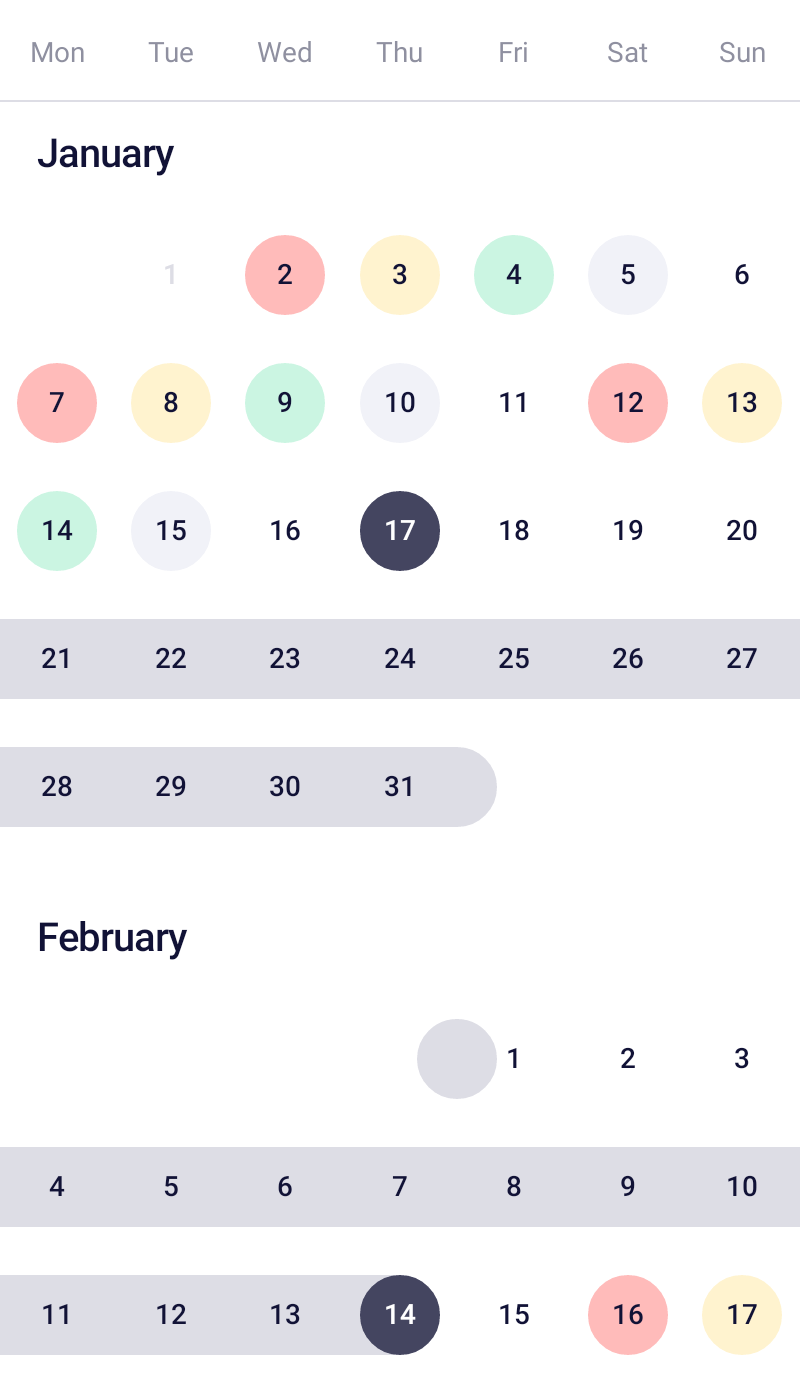 Mon Tue Wed Thu Fri Sat Sun
January
1 2 3 4 5 6
7 8 9 10 11 12 13
14 15 16 17 18 19 20
21 22 23 24 25 26 27
28 29 30 31
February
1 2 3
4 5 6 7 8 9 10
11 12 13 14 15 16 17